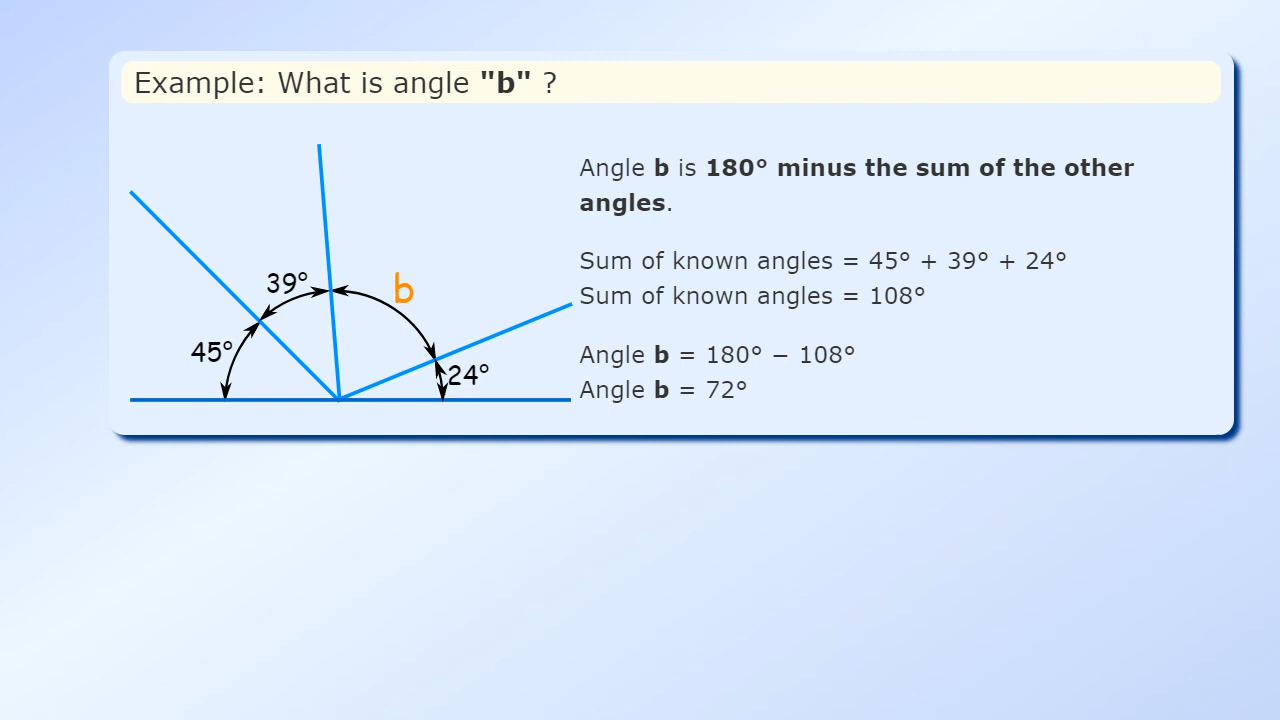 Example: What is angle "b" ?
Angle b is 180° minus the sum of the other
angles.
Sum of known angles = 45° + 39° + 24°
Sum of known angles = 108°
Angle b = 180° − 108°
Angle b = 72°
39°
b
45°
24°